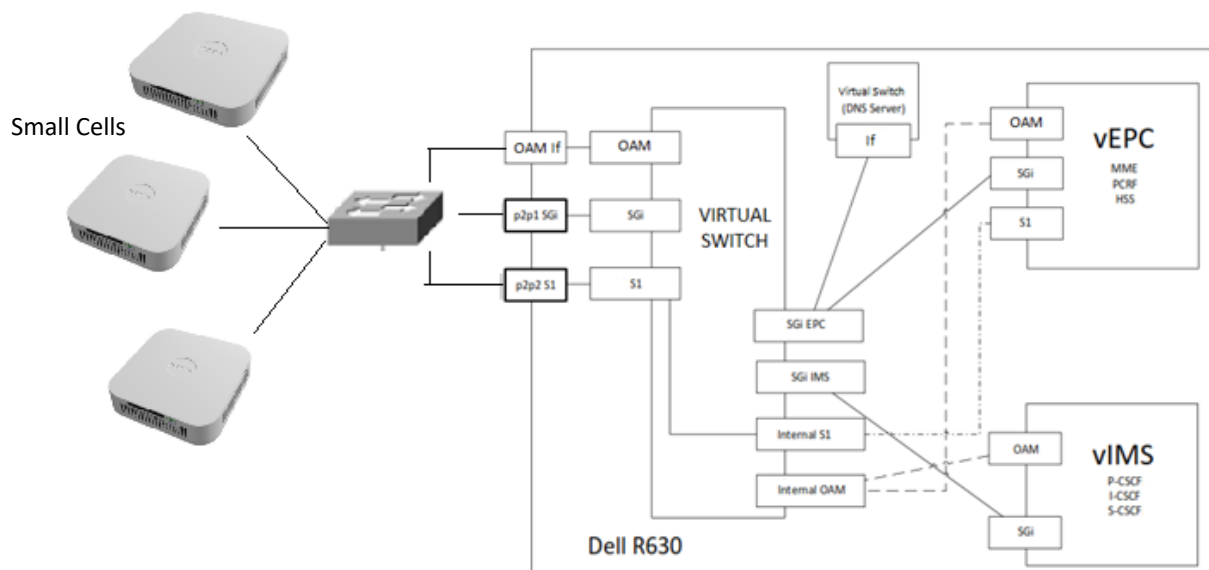 Small Cells
OAM If
p2p1 SGi
p2p2 S1
OAM
SGi
S1
VIRTUAL
SWITCH
Virtual Switch
(DNS Server)
If
SGi EPC
SGi IMS
Internal S1
Internal OAM
OAM
SGi
S1
vEPC
MME
PCRF
HSS
OAM
SGi
vIMS
P-CSCF
I-CSCF
S-CSCF
Dell R630